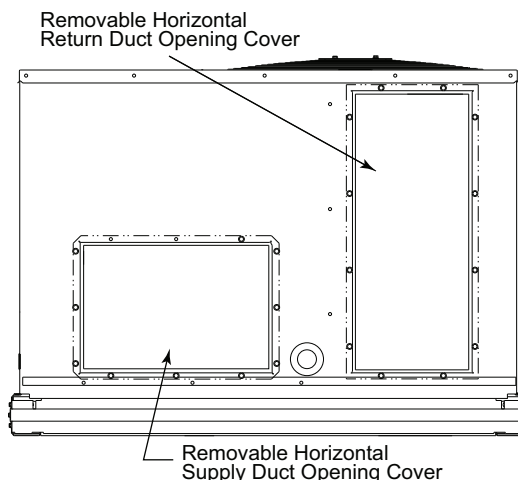 Removable Horizontal
Return Duct Opening Cover
Removable Horizontal
Supply Duct Opening Cover